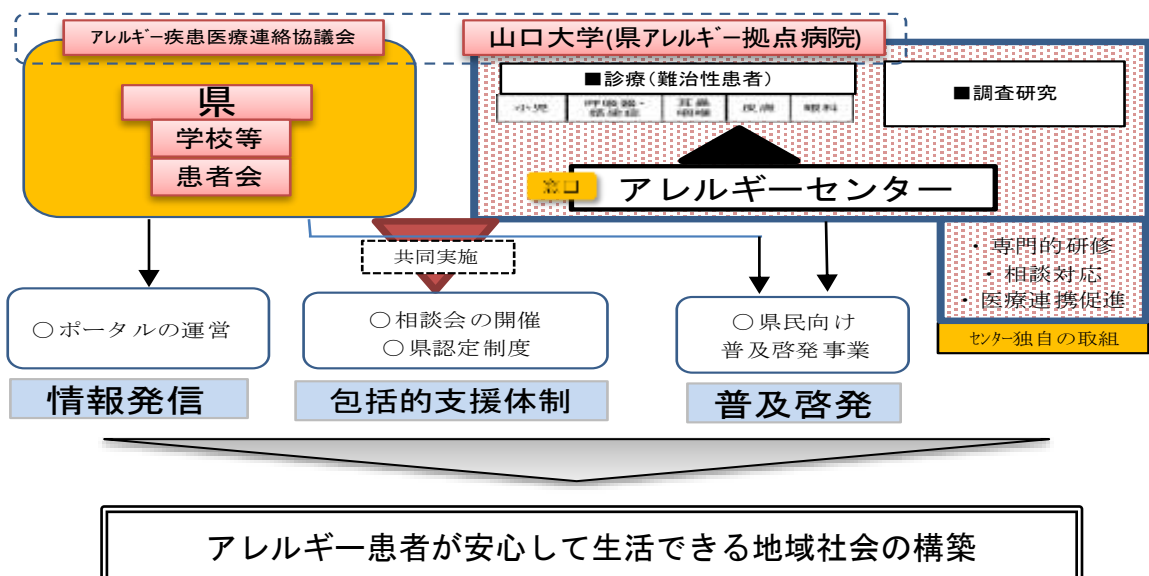 アレルギー疾患医療連絡協議会
山口大学(県アレルギー拠点病院)
県
学校等
患者会
■診療(難治性患者)
小児
呼吸器・
感染症
耳鼻
咽喉
皮膚
眼科
■調査研究
窓口
アレルギーセンター
共同実施
・専門的研修
・相談対応
・医療連携促進
センター独自の取組
○ポータルの運営
○相談会の開催
○県認定制度
○県民向け
普及啓発事業
情報発信
包括的支援体制
普及啓発
アレルギー患者が安心して生活できる地域社会の構築